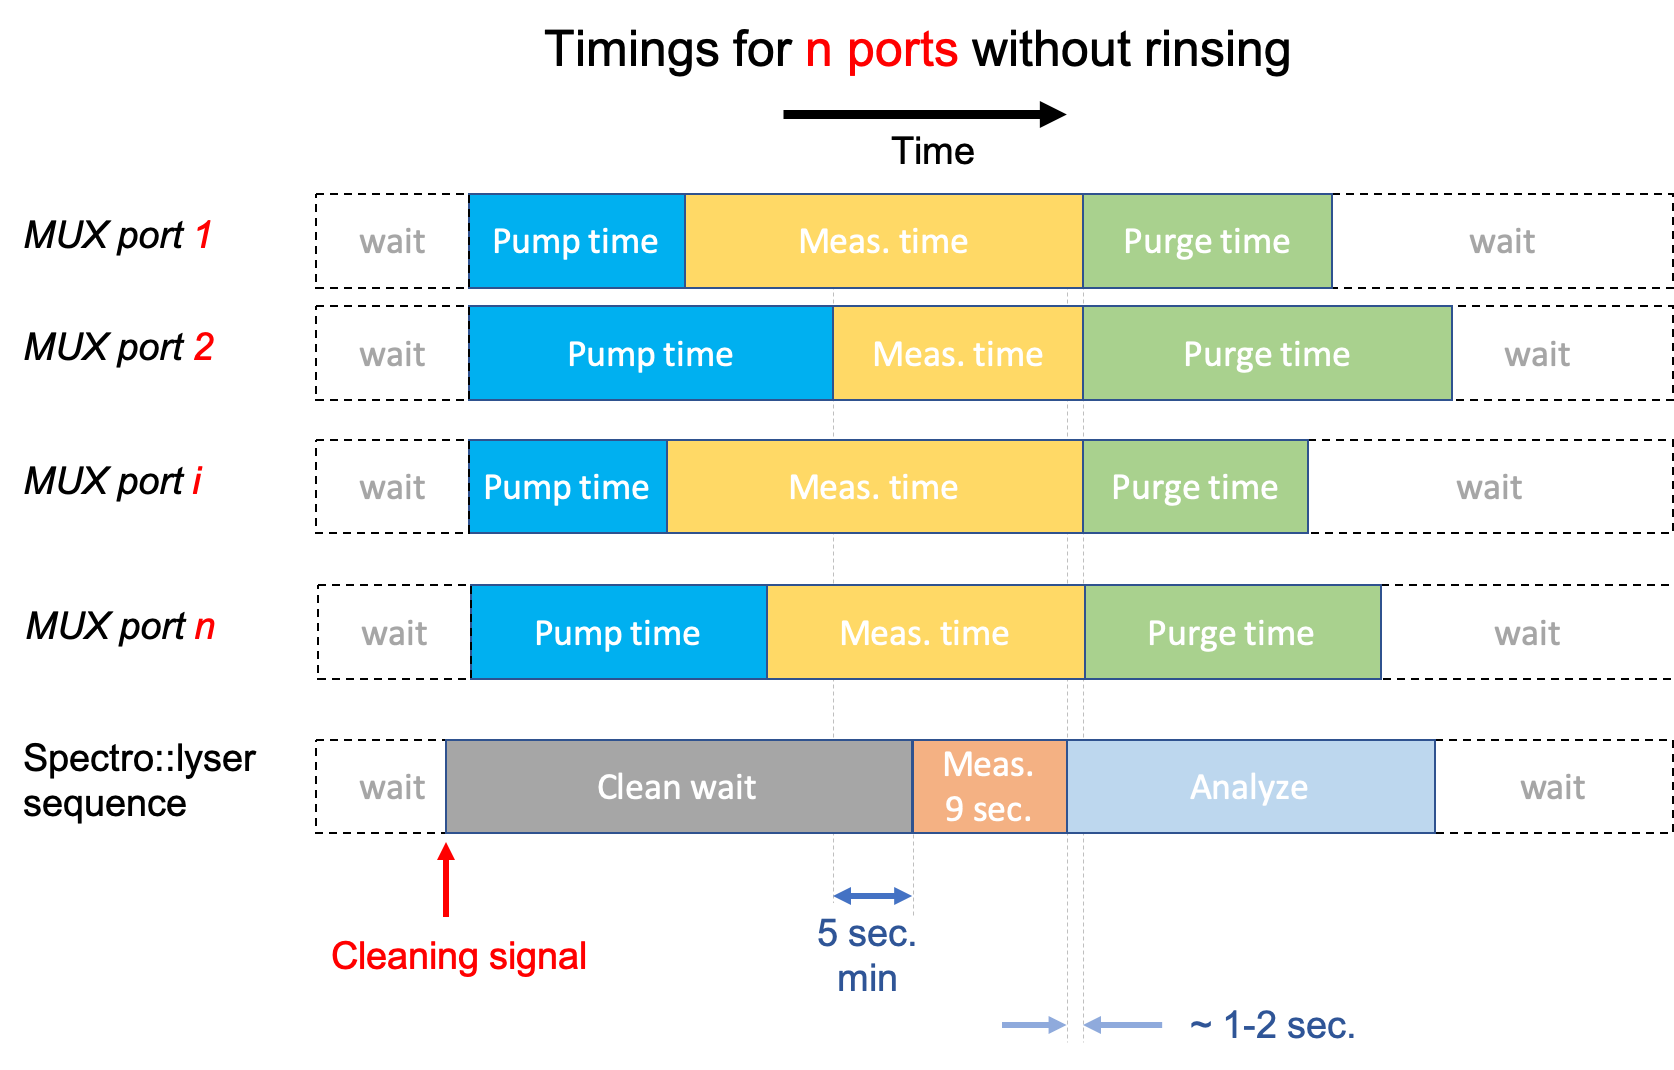 Timings for n ports without rinsing
Time
MUX port 1
wait
Pump time
Meas. time
Purge time
wait
MUX port 2
wait
Pump time
Meas. time
Purge time
wait
MUX port i
wait
Pump time
Meas. time
Purge time
wait
MUX port n
wait
Pump time
Meas. time
Purge time
wait
Spectro::lyser
sequence
wait
Clean wait
Meas.
9 sec.
Analyze
wait
Cleaning signal
5 sec.
min
~ 1-2 sec.